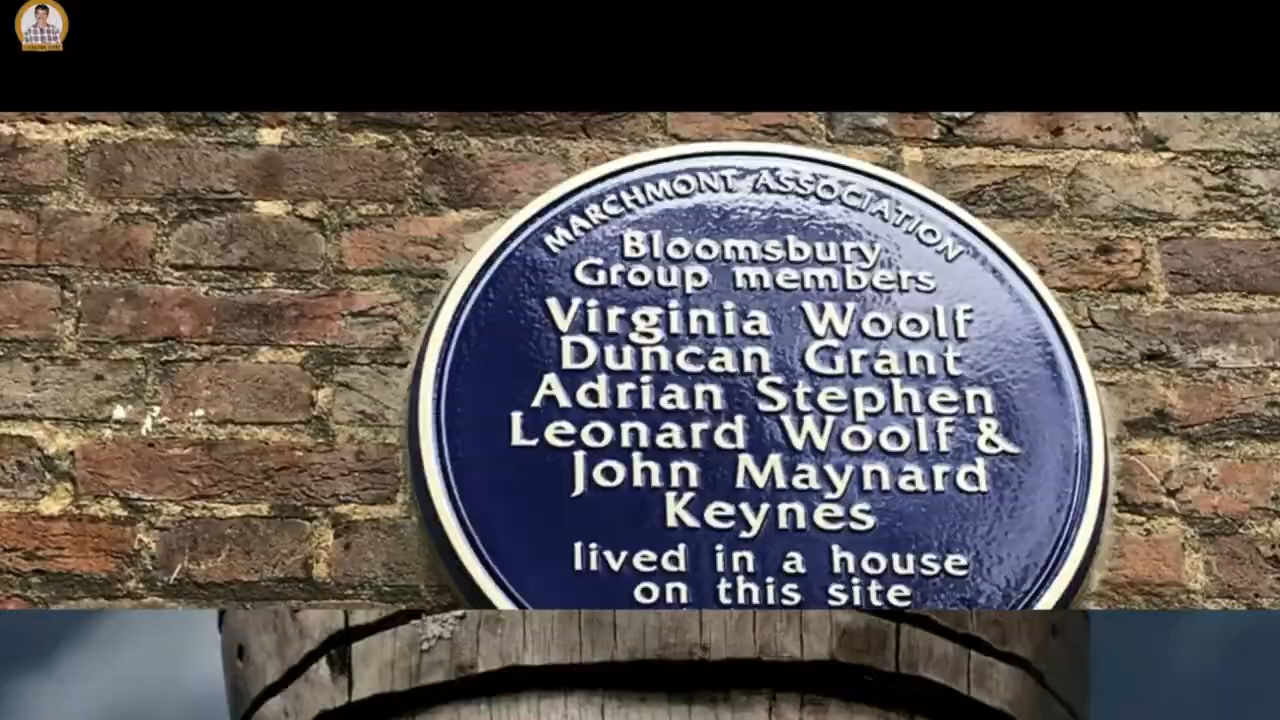 MARCHMONT ASSOCIATION
Bloomsbury
Group members
Virginia Woolf
Duncan Grant
Adrian Stephen
Leonard Woolf &
John Maynard
Keynes
lived in a house
on this site